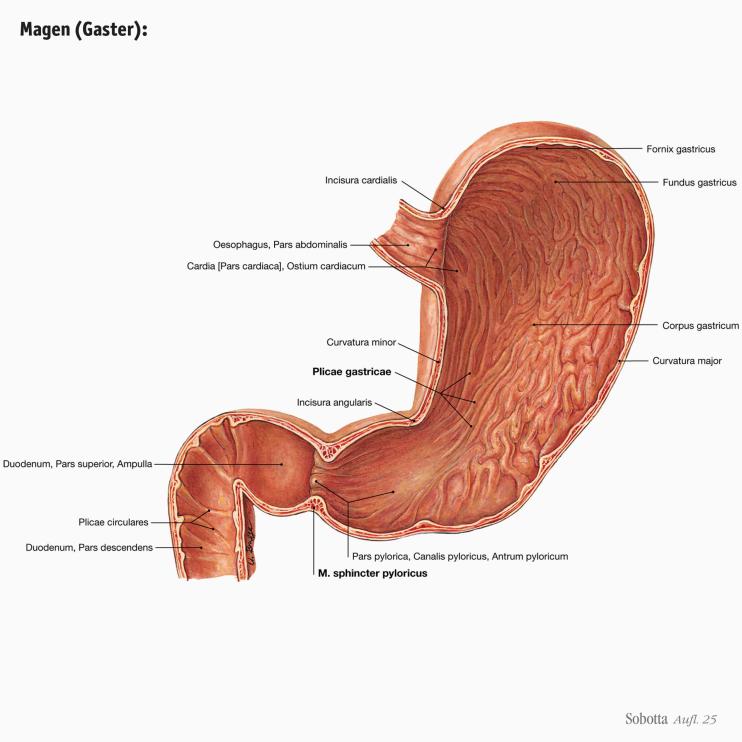 Magen (Gaster):
Fornix gastricus
Incisura cardialis
Fundus gastricus
Oesophagus, Pars abdominalis
Cardia [Pars cardiaca], Ostium cardiacum
Corpus gastricum
Curvatura minor
Curvatura major
Plicae gastricae
Incisura angularis
Duodenum, Pars superior, Ampulla
Plicae circulares
Duodenum, Pars descendens
Pars pylorica, Canalis pyloricus, Antrum pyloricum
M. sphincter pyloricus
Sobotta Aufl. 25